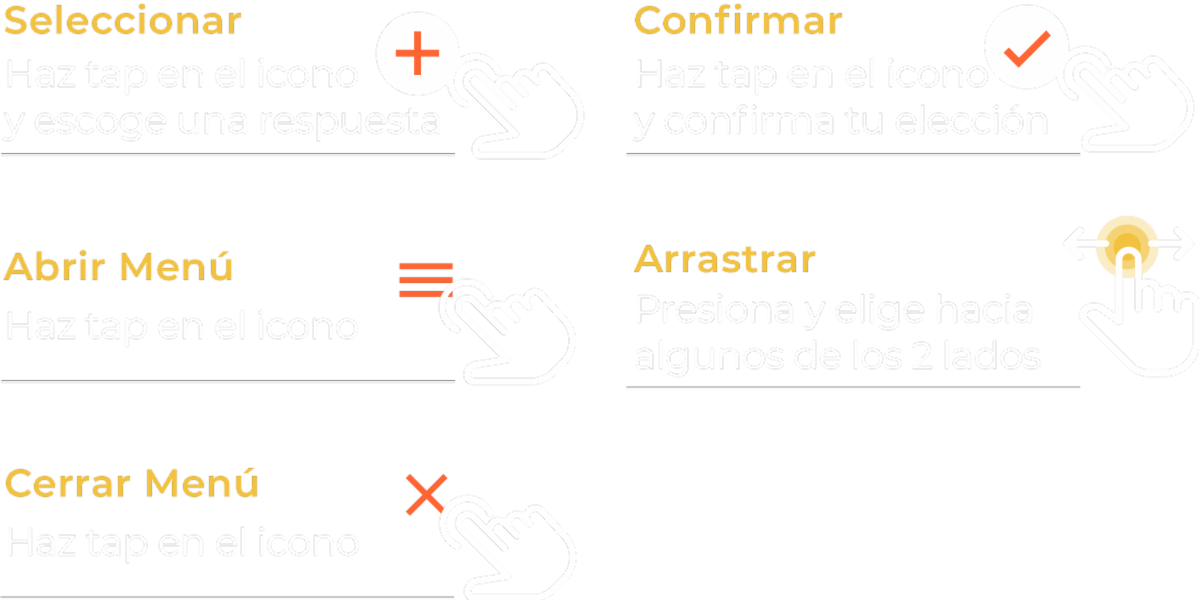 Seleccionar
Haz tap en el icono
y escoge una respuesta
Confirmar
Haz tap en el ícono
y confirma tu elección
Abrir Menú
Haz tap en el icono
Arrastrar
Presiona y elige hacia
algunos de los 2 lados
Cerrar Menú
Haz tap en el icono